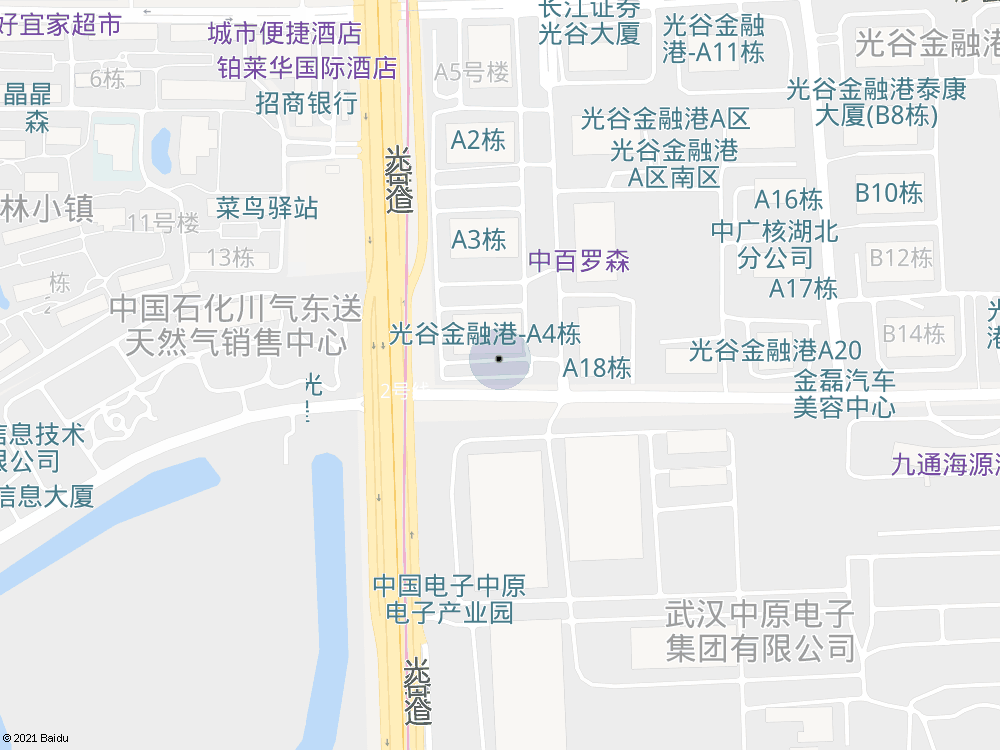 好宜家超市
城市便捷酒店
铂莱华国际酒店
招商银行
6栋
晶晶
森
A5号楼
长江证券
光谷大厦
光谷金融
港-A11栋
光谷金融港
光谷金融港泰康
大厦(B8栋)
光谷金融港A区
光谷金融港
A区南区
A2栋
光谷大道
A16栋
B10栋
林小镇
菜鸟驿站
11号楼
13栋
A3栋
中百罗森
中广核湖北
分公司
B12栋
A17栋
栋
中国石化川气东送
天然气销售中心
光谷金融港-A4栋
A18栋
光谷金融港A20
B14栋
光
港
2号线
光
金磊汽车
美容中心
信息技术
限公司
信息大厦
九通海源
中国电子中原
电子产业园
武汉中原电子
集团有限公司
光谷大道
© 2021 Baidu